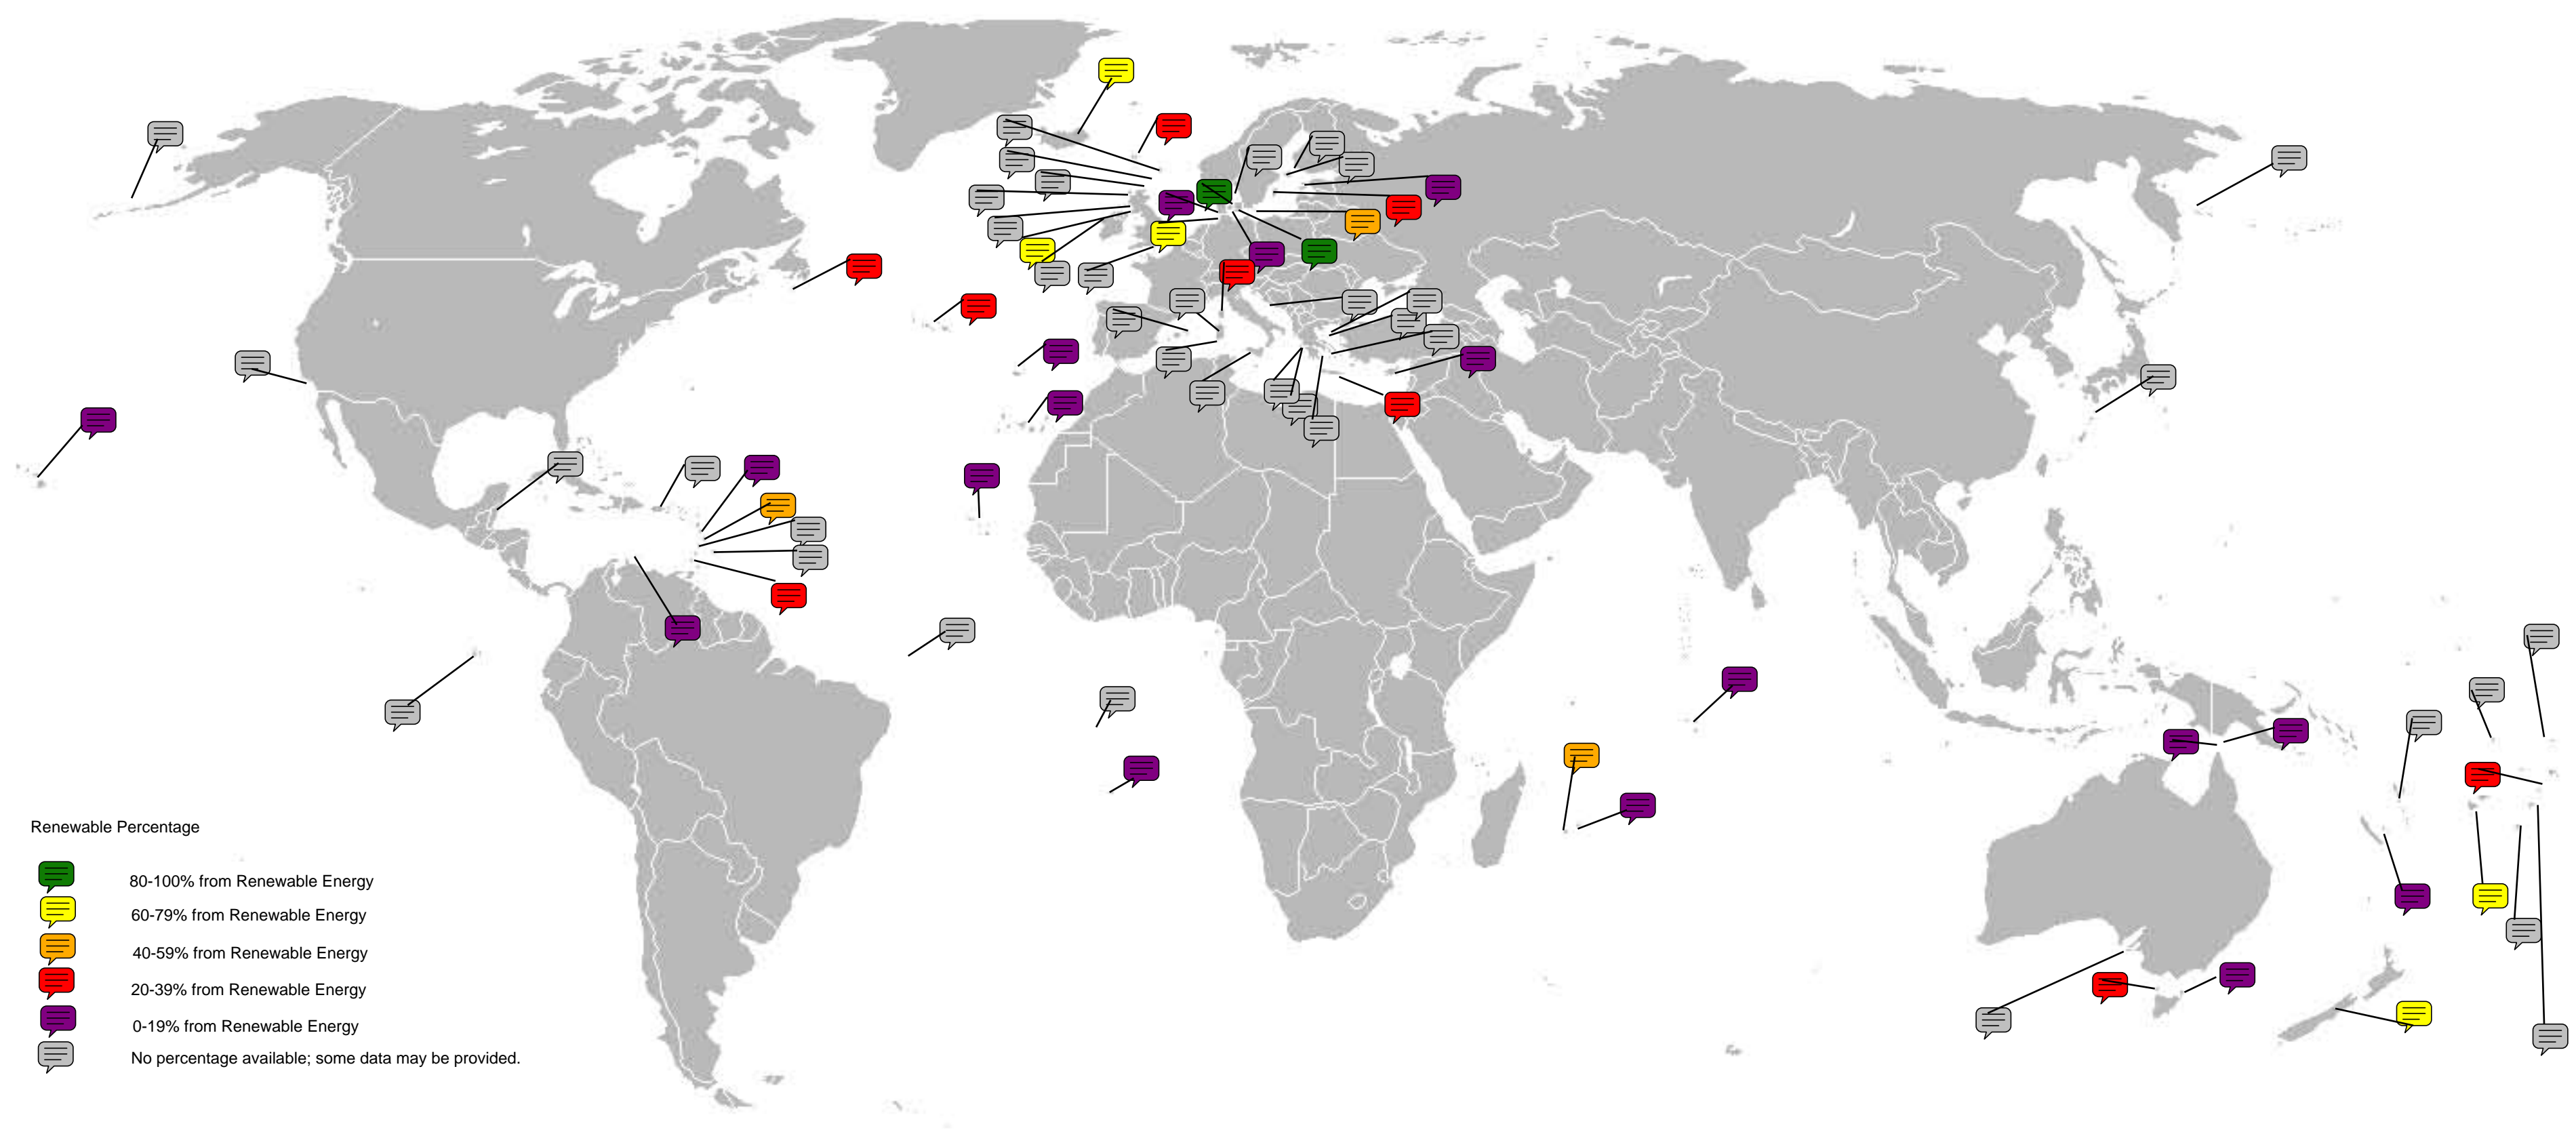 Renewable Percentage
80-100% from Renewable Energy
60-79% from Renewable Energy
40-59% from Renewable Energy
20-39% from Renewable Energy
0-19% from Renewable Energy
No percentage available; some data may be provided.